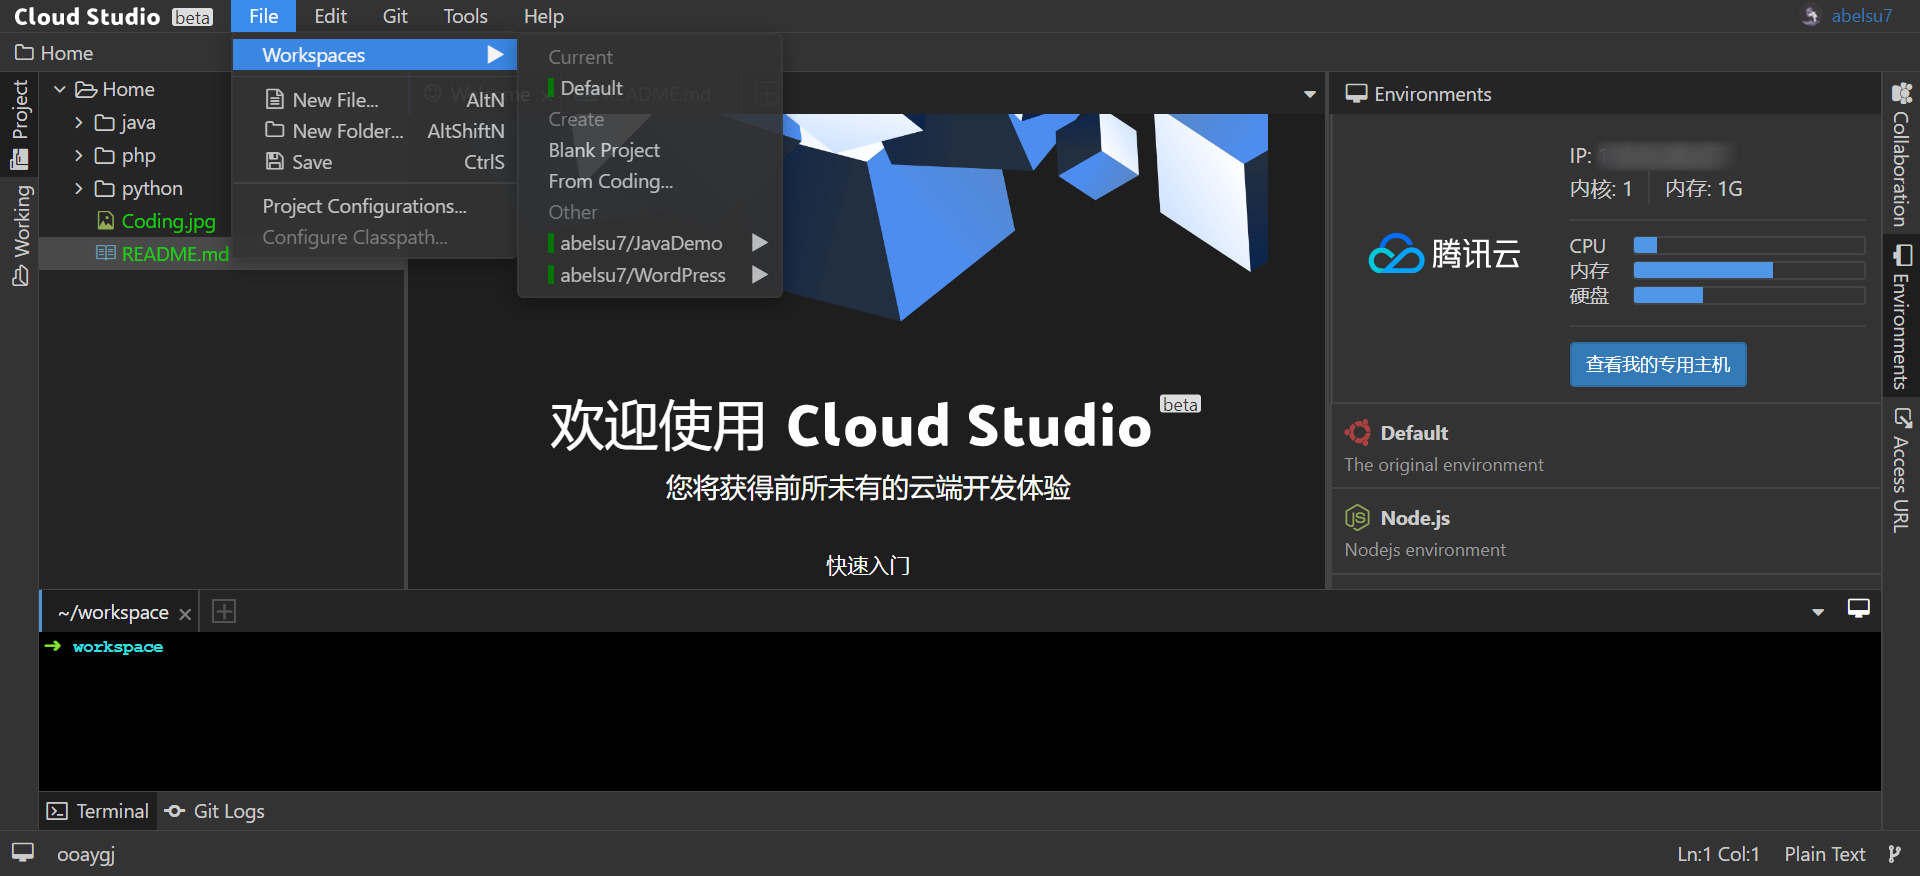 Cloud Studio beta File Edit Git Tools Help abelsu7
Home
Project
Working
Home
java
php
python
Coding.jpg
README.md
Workspaces
New File... AltN
New Folder... AltShiftN
Save CtrlS
Project Configurations...
Configure Classpath...
Current
Default
Create
Blank Project
From Coding...
Other
abelsu7/JavaDemo
abelsu7/WordPress
欢迎使用 Cloud Studio beta
您将获得前所未有的云端开发体验
快速入门
Environments
腾讯云
IP:
内核: 1 内存: 1G
CPU
内存
硬盘
查看我的专用主机
Default
The original environment
Node.js
Nodejs environment
Collaboration
Environments
Access URL
~/workspace
workspace
Terminal Git Logs
ooaygj Ln:1 Col:1 Plain Text